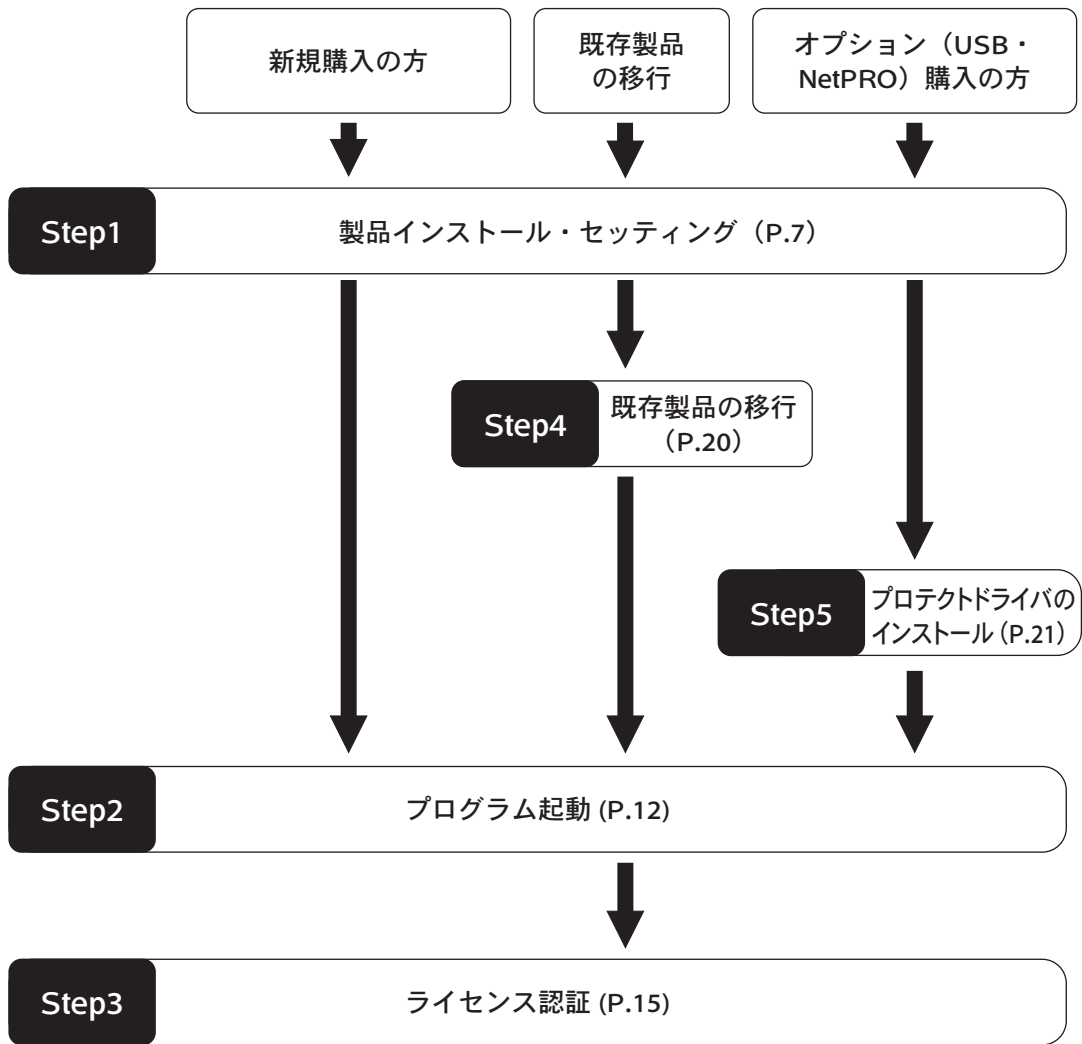 新規購入の方
既存製品
の移行
オプション（USB・
NetPRO）購入の方
Step1
製品インストール・セッティング（P.7）
Step4
既存製品の移行
（P.20）
Step5
プロテクトドライバの
インストール（P.21）
Step2
プログラム起動 (P.12)
Step3
ライセンス認証 (P.15)